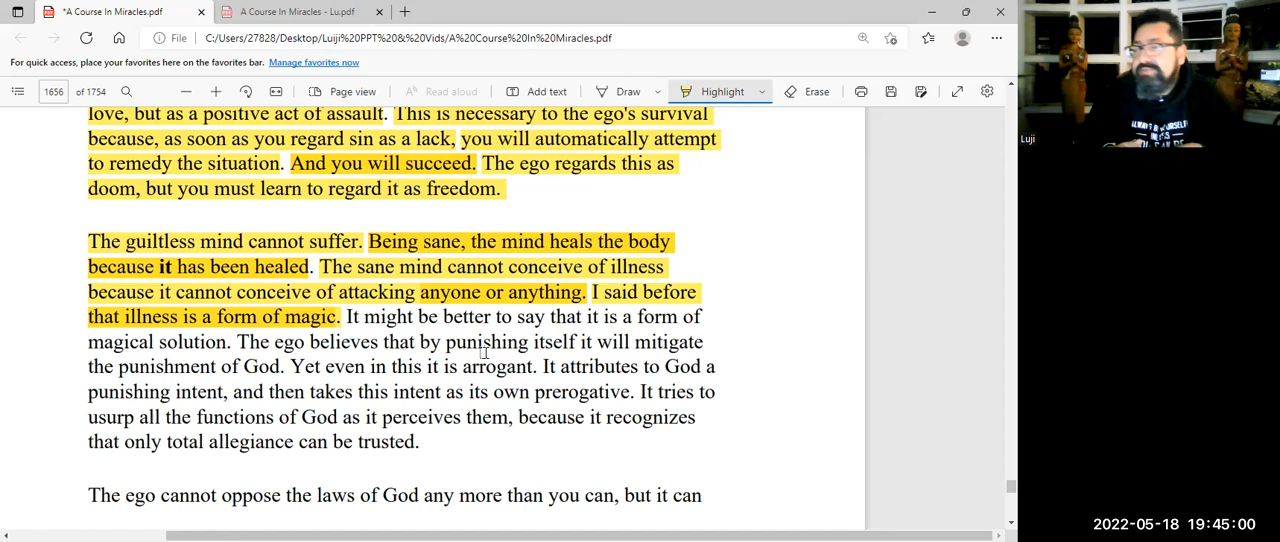 *A Course In Miracles.pdf
A Course In Miracles - Lu.pdf
File
C:/Users/27828/Desktop/Luiji%20PPT%20&%20Vids/A%20Course%20In%20Miracles.pdf
For quick access, place your favorites here on the favorites bar. Manage favorites now
1656 of 1754
Page view
Read aloud
Add text
Draw
Highlight
Erase
love, but as a positive act of assault. This is necessary to the ego's survival
because, as soon as you regard sin as a lack, you will automatically attempt
to remedy the situation. And you will succeed. The ego regards this as
doom, but you must learn to regard it as freedom.
The guiltless mind cannot suffer. Being sane, the mind heals the body
because it has been healed. The sane mind cannot conceive of illness
because it cannot conceive of attacking anyone or anything. I said before
that illness is a form of magic. It might be better to say that it is a form of
magical solution. The ego believes that by punishing itself it will mitigate
the punishment of God. Yet even in this it is arrogant. It attributes to God a
punishing intent, and then takes this intent as its own prerogative. It tries to
usurp all the functions of God as it perceives them, because it recognizes
that only total allegiance can be trusted.
The ego cannot oppose the laws of God any more than you can, but it can
Luji
2022-05-18 19:45:00